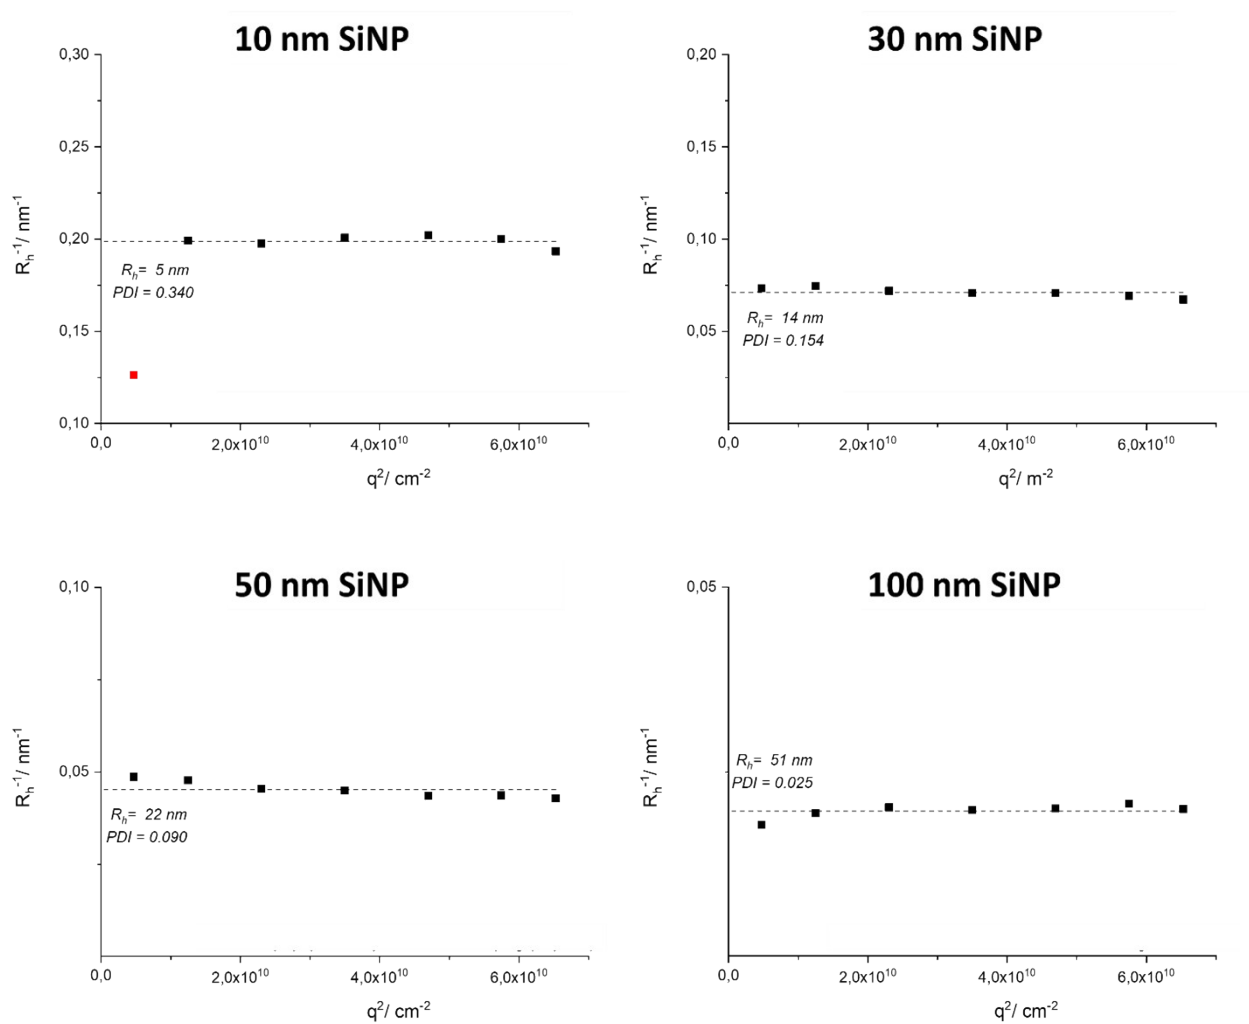 10 nm SiNP
0,30
0,25
0,20
0,15
0,10
R_h^-1/ nm^-1
R_h= 5 nm
PDI = 0.340
0,0 2,0x10^10 4,0x10^10 6,0x10^10
q^2/ cm^-2
30 nm SiNP
0,20
0,15
0,10
0,05
R_h^-1/ nm^-1
R_h= 14 nm
PDI = 0.154
0,0 2,0x10^10 4,0x10^10 6,0x10^10
q^2/ m^-2
50 nm SiNP
0,10
0,05
R_h^-1/ nm^-1
R_h= 22 nm
PDI = 0.090
0,0 2,0x10^10 4,0x10^10 6,0x10^10
q^2/ cm^-2
100 nm SiNP
0,05
R_h^-1/ nm^-1
R_h= 51 nm
PDI = 0.025
0,0 2,0x10^10 4,0x10^10 6,0x10^10
q^2/ cm^-2